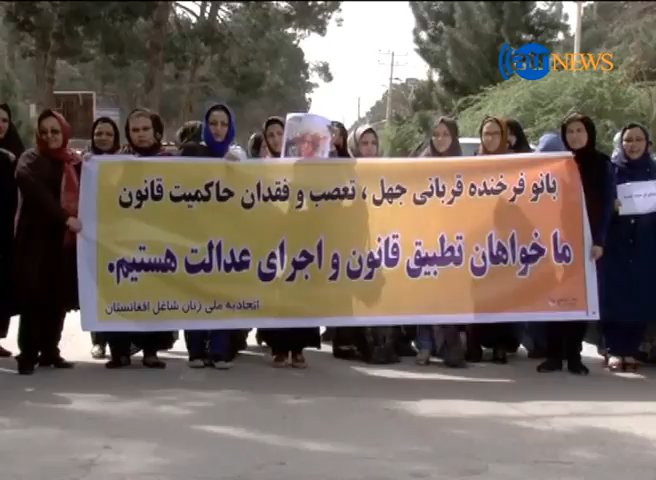 NEWS
بانو فرخنده قربانی جهل ، تعصب و فقدان حاکمیت قانون
ما خواهان تطبیق قانون و اجرای عدالت هستیم.
اتحادیه ملی زنان شاغل افغانستان